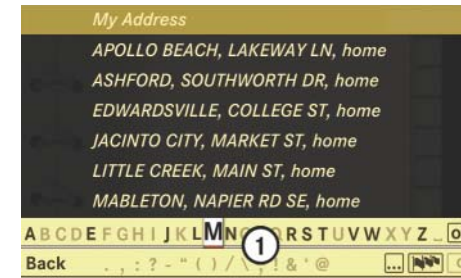 My Address
APOLLO BEACH, LAKEWAY LN, home
ASHFORD, SOUTHWORTH DR, home
EDWARDSVILLE, COLLEGE ST, home
JACINTO CITY, MARKET ST, home
LITTLE CREEK, MAIN ST, home
MABLETON, NAPIER RD SE, home
A B C D E F G H I J K L M N 1 R S T U V W X Y Z _
Back . , : ? - " ( ) / \ ! & ' @ ...